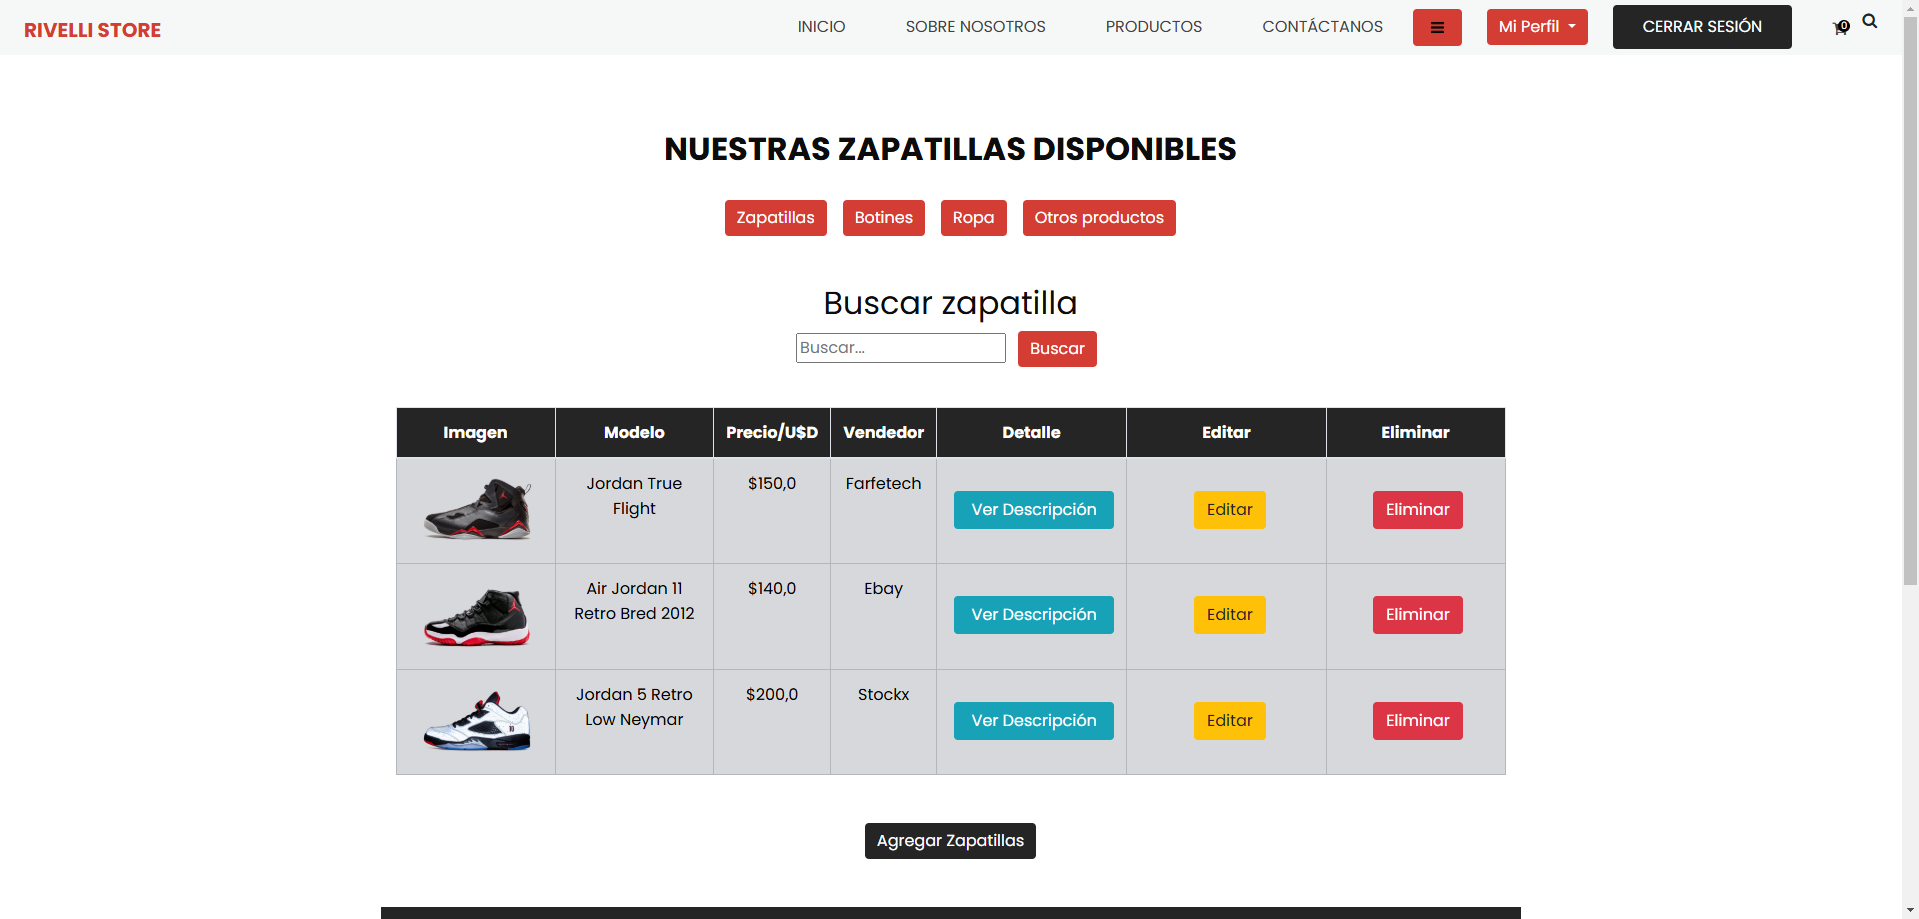 RIVELLI STORE
INICIO SOBRE NOSOTROS PRODUCTOS CONTÁCTANOS Mi Perfil CERRAR SESIÓN 0
NUESTRAS ZAPATILLAS DISPONIBLES
Zapatillas Botines Ropa Otros productos
Buscar zapatilla
Buscar... Buscar
Imagen Modelo Precio/U$D Vendedor Detalle Editar Eliminar
Jordan True
Flight
$150,0 Farfetech Ver Descripción Editar Eliminar
Air Jordan 11
Retro Bred 2012
$140,0 Ebay Ver Descripción Editar Eliminar
Jordan 5 Retro
Low Neymar
$200,0 Stockx Ver Descripción Editar Eliminar
Agregar Zapatillas